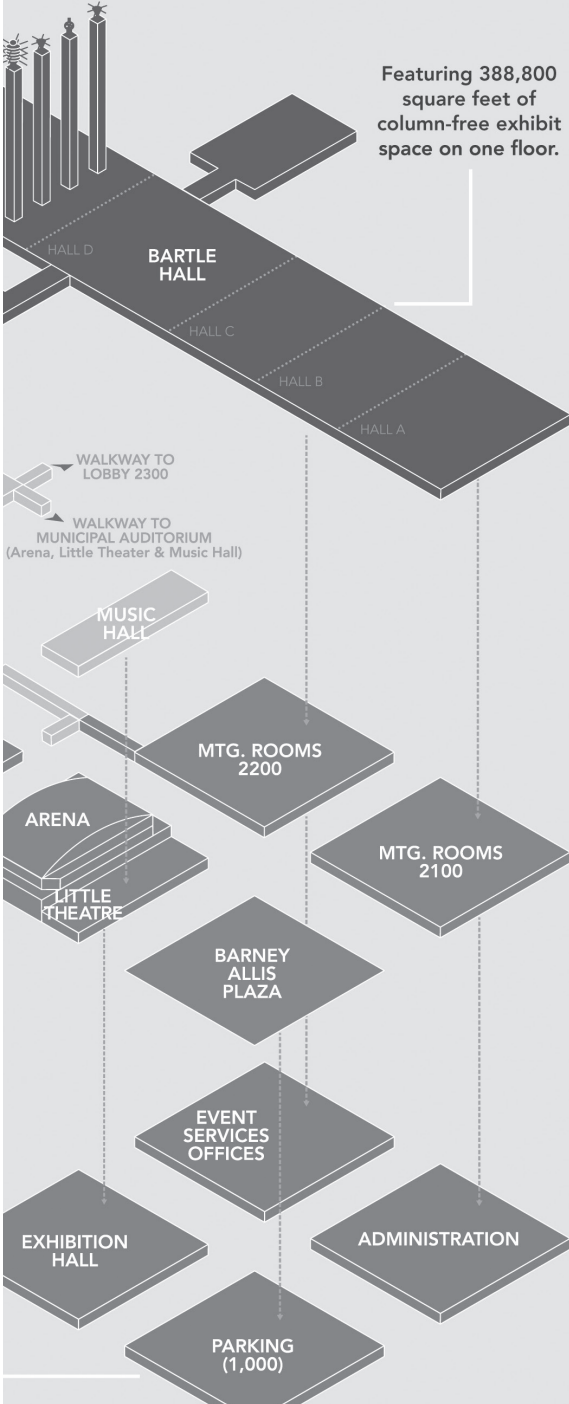 Featuring 388,800
square feet of
column-free exhibit
space on one floor.
HALL D
BARTLE
HALL
HALL C
HALL B
HALL A
WALKWAY TO
LOBBY 2300
WALKWAY TO
MUNICIPAL AUDITORIUM
(Arena, Little Theater & Music Hall)
MUSIC
HALL
MTG. ROOMS
2200
ARENA
MTG. ROOMS
2100
LITTLE
THEATRE
BARNEY
ALLIS
PLAZA
EVENT
SERVICES
OFFICES
EXHIBITION
HALL
ADMINISTRATION
PARKING
(1,000)